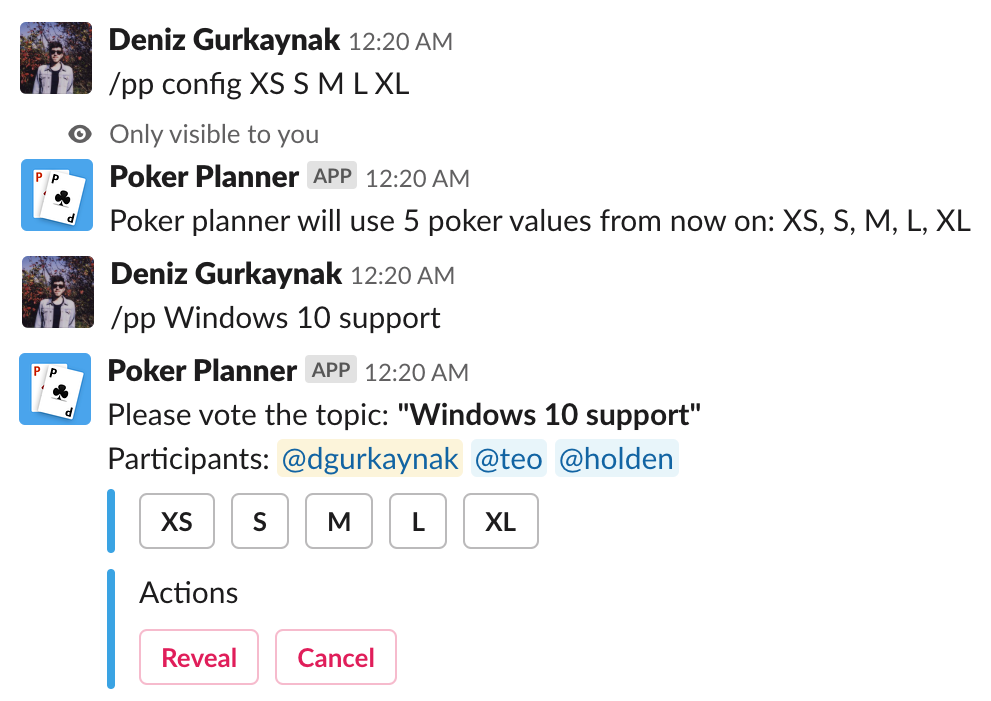 Deniz Gurkaynak 12:20 AM
/pp config XS S M L XL
Only visible to you
P P P
Poker Planner APP 12:20 AM
Poker planner will use 5 poker values from now on: XS, S, M, L, XL
Deniz Gurkaynak 12:20 AM
/pp Windows 10 support
P P P
Poker Planner APP 12:20 AM
Please vote the topic: "Windows 10 support"
Participants: @dgurkaynak @teo @holden
XS S M L XL
Actions
Reveal Cancel